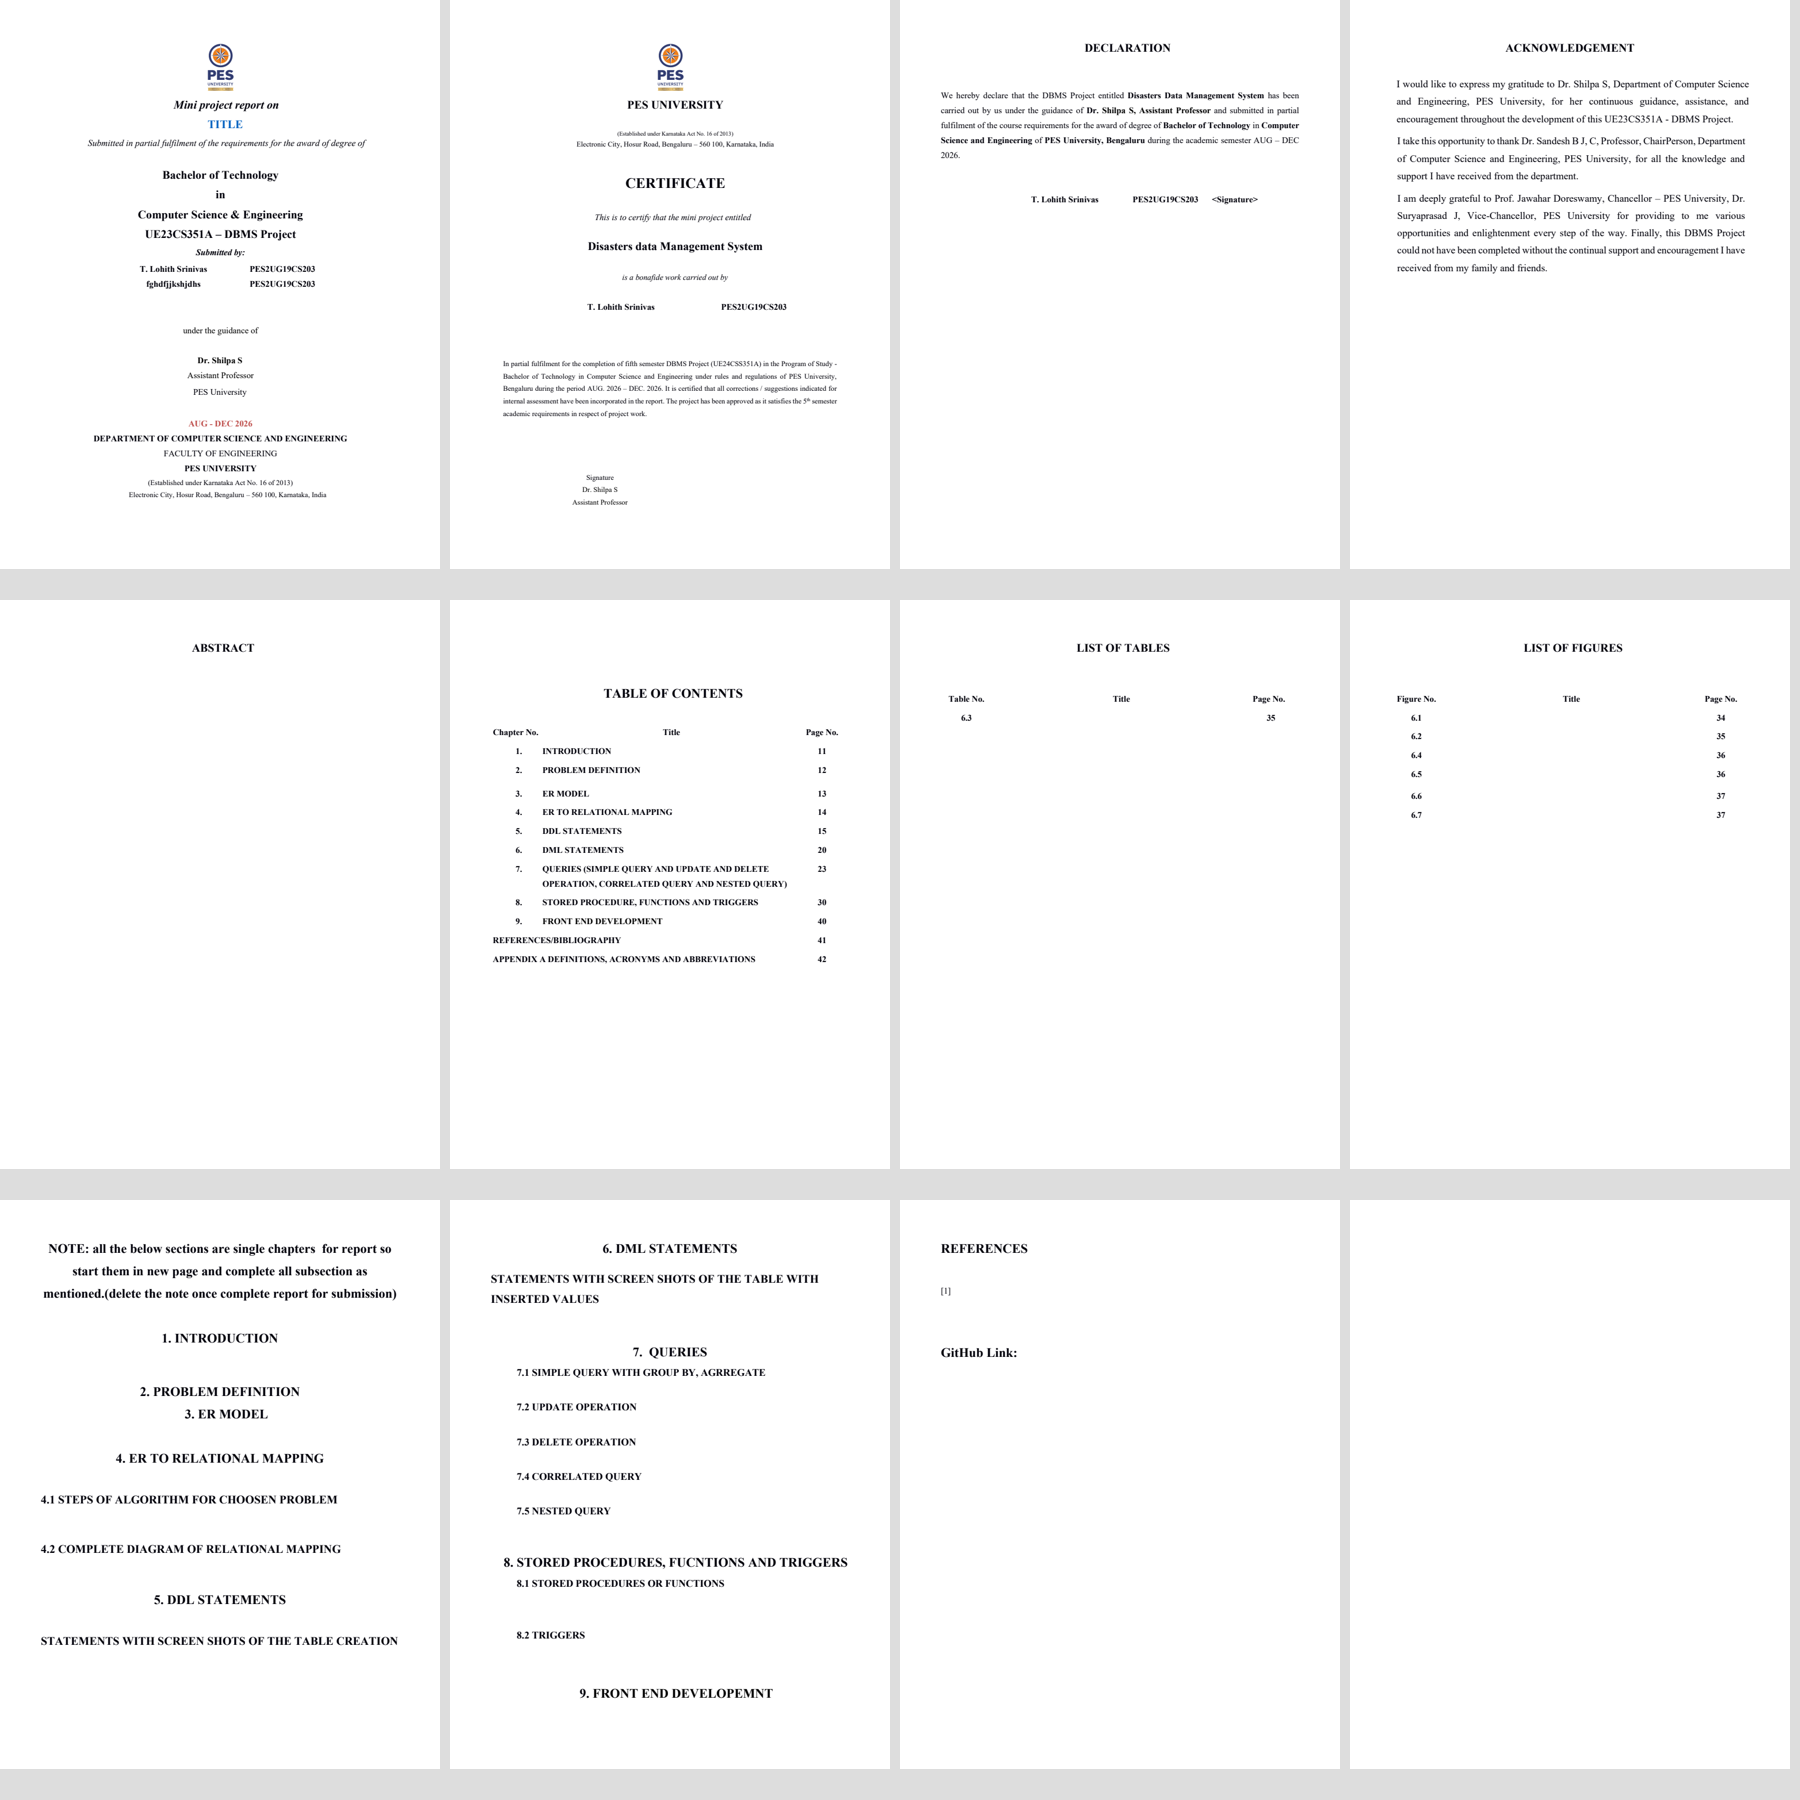 PES
UNIVERSITY
Mini project report on
TITLE
Submitted in partial fulfilment of the requirements for the award of degree of
Bachelor of Technology
in
Computer Science & Engineering
UE23CS351A – DBMS Project
Submitted by:
T. Lohith Srinivas PES2UG19CS203
fghdfjjkshjdhs PES2UG19CS203
under the guidance of
Dr. Shilpa S
Assistant Professor
PES University
AUG - DEC 2026
DEPARTMENT OF COMPUTER SCIENCE AND ENGINEERING
FACULTY OF ENGINEERING
PES UNIVERSITY
(Established under Karnataka Act No. 16 of 2013)
Electronic City, Hosur Road, Bengaluru – 560 100, Karnataka, India
PES
UNIVERSITY
PES UNIVERSITY
(Established under Karnataka Act No. 16 of 2013)
Electronic City, Hosur Road, Bengaluru – 560 100, Karnataka, India
CERTIFICATE
This is to certify that the mini project entitled
Disasters data Management System
is a bonafide work carried out by
T. Lohith Srinivas PES2UG19CS203
In partial fulfilment for the completion of fifth semester DBMS Project (UE24CSS351A) in the Program of Study -
Bachelor of Technology in Computer Science and Engineering under rules and regulations of PES University,
Bengaluru during the period AUG. 2026 – DEC. 2026. It is certified that all corrections / suggestions indicated for
internal assessment have been incorporated in the report. The project has been approved as it satisfies the 5th semester
academic requirements in respect of project work.
Signature
Dr. Shilpa S
Assistant Professor
DECLARATION
We hereby declare that the DBMS Project entitled Disasters Data Management System has been
carried out by us under the guidance of Dr. Shilpa S, Assistant Professor and submitted in partial
fulfilment of the course requirements for the award of degree of Bachelor of Technology in Computer
Science and Engineering of PES University, Bengaluru during the academic semester AUG – DEC
2026.
T. Lohith Srinivas PES2UG19CS203 <Signature>
ACKNOWLEDGEMENT
I would like to express my gratitude to Dr. Shilpa S, Department of Computer Science
and Engineering, PES University, for her continuous guidance, assistance, and
encouragement throughout the development of this UE23CS351A - DBMS Project.
I take this opportunity to thank Dr. Sandesh B J, C, Professor, ChairPerson, Department
of Computer Science and Engineering, PES University, for all the knowledge and
support I have received from the department.
I am deeply grateful to Prof. Jawahar Doreswamy, Chancellor – PES University, Dr.
Suryaprasad J, Vice-Chancellor, PES University for providing to me various
opportunities and enlightenment every step of the way. Finally, this DBMS Project
could not have been completed without the continual support and encouragement I have
received from my family and friends.
ABSTRACT
TABLE OF CONTENTS
Chapter No. Title Page No.
1. INTRODUCTION 11
2. PROBLEM DEFINITION 12
3. ER MODEL 13
4. ER TO RELATIONAL MAPPING 14
5. DDL STATEMENTS 15
6. DML STATEMENTS 20
7. QUERIES (SIMPLE QUERY AND UPDATE AND DELETE 23
OPERATION, CORRELATED QUERY AND NESTED QUERY)
8. STORED PROCEDURE, FUNCTIONS AND TRIGGERS 30
9. FRONT END DEVELOPMENT 40
REFERENCES/BIBLIOGRAPHY 41
APPENDIX A DEFINITIONS, ACRONYMS AND ABBREVIATIONS 42
LIST OF TABLES
Table No. Title Page No.
6.3 35
LIST OF FIGURES
Figure No. Title Page No.
6.1 34
6.2 35
6.4 36
6.5 36
6.6 37
6.7 37
NOTE: all the below sections are single chapters for report so
start them in new page and complete all subsection as
mentioned.(delete the note once complete report for submission)
1. INTRODUCTION
2. PROBLEM DEFINITION
3. ER MODEL
4. ER TO RELATIONAL MAPPING
4.1 STEPS OF ALGORITHM FOR CHOOSEN PROBLEM
4.2 COMPLETE DIAGRAM OF RELATIONAL MAPPING
5. DDL STATEMENTS
STATEMENTS WITH SCREEN SHOTS OF THE TABLE CREATION
6. DML STATEMENTS
STATEMENTS WITH SCREEN SHOTS OF THE TABLE WITH
INSERTED VALUES
7. QUERIES
7.1 SIMPLE QUERY WITH GROUP BY, AGRREGATE
7.2 UPDATE OPERATION
7.3 DELETE OPERATION
7.4 CORRELATED QUERY
7.5 NESTED QUERY
8. STORED PROCEDURES, FUCNTIONS AND TRIGGERS
8.1 STORED PROCEDURES OR FUNCTIONS
8.2 TRIGGERS
9. FRONT END DEVELOPEMNT
REFERENCES
[1]
GitHub Link: